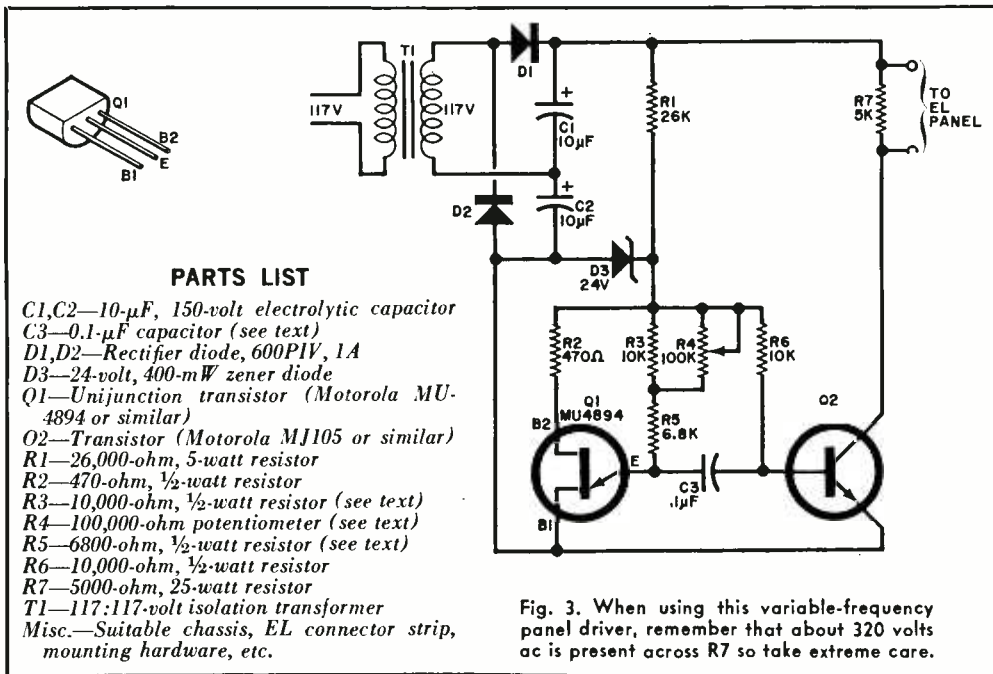 Q1
B2
E
B1
T1
117V
117V
D1
+
C1
10µF
R1
26K
R7
5K
TO
EL
PANEL
D2
+
C2
10µF
D3
24V
R2
470Ω
R3
10K
R4
100K
R6
10K
Q1
MU4894
B2
R5
6.8K
E
C3
.1µF
B1
Q2
PARTS LIST
C1,C2—10-µF, 150-volt electrolytic capacitor
C3—0.1-µF capacitor (see text)
D1,D2—Rectifier diode, 600PIV, 1A
D3—24-volt, 400-mW zener diode
Q1—Unijunction transistor (Motorola MU-
4894 or similar)
Q2—Transistor (Motorola MJ105 or similar)
R1—26,000-ohm, 5-watt resistor
R2—470-ohm, ½-watt resistor
R3—10,000-ohm, ½-watt resistor (see text)
R4—100,000-ohm potentiometer (see text)
R5—6800-ohm, ½-watt resistor (see text)
R6—10,000-ohm, ½-watt resistor
R7—5000-ohm, 25-watt resistor
T1—117:117-volt isolation transformer
Misc.—Suitable chassis, EL connector strip,
mounting hardware, etc.
Fig. 3. When using this variable-frequency
panel driver, remember that about 320 volts
ac is present across R7 so take extreme care.